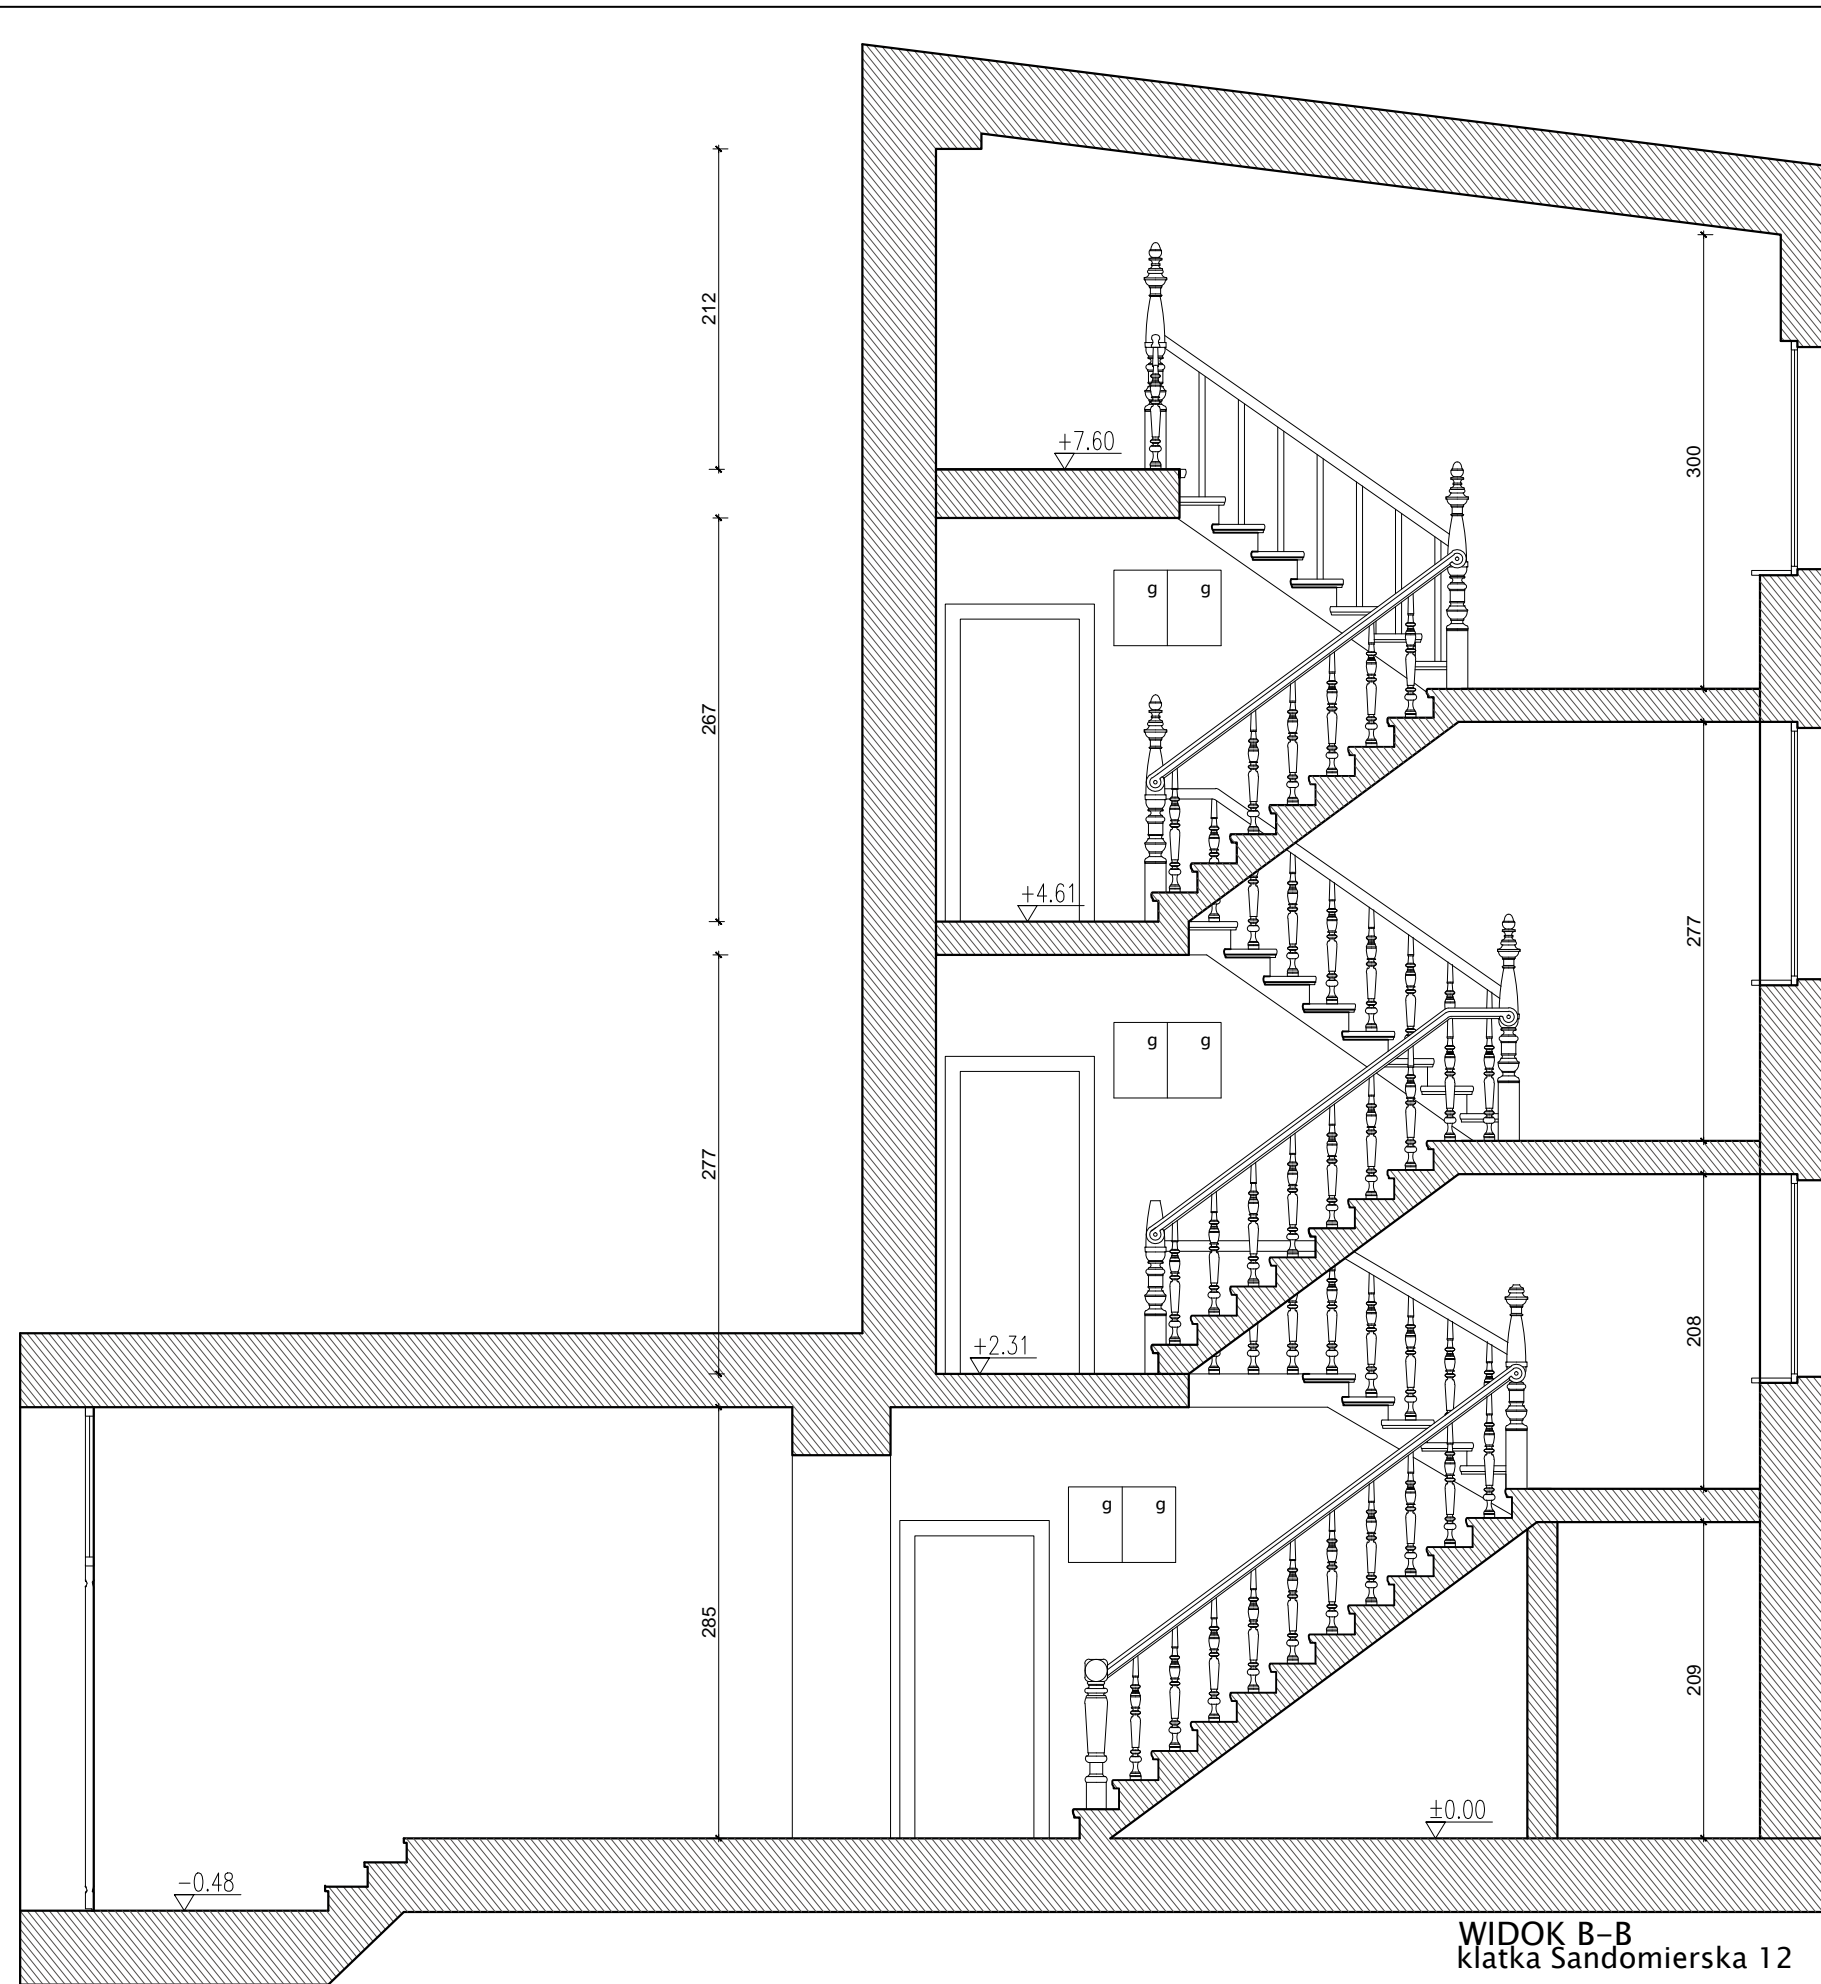 212
+7.60
300
g g
267
+4.61
277
g g
277
+2.31
208
g g
285
209
±0.00
−0.48
WIDOK B−B
klatka Sandomierska 12